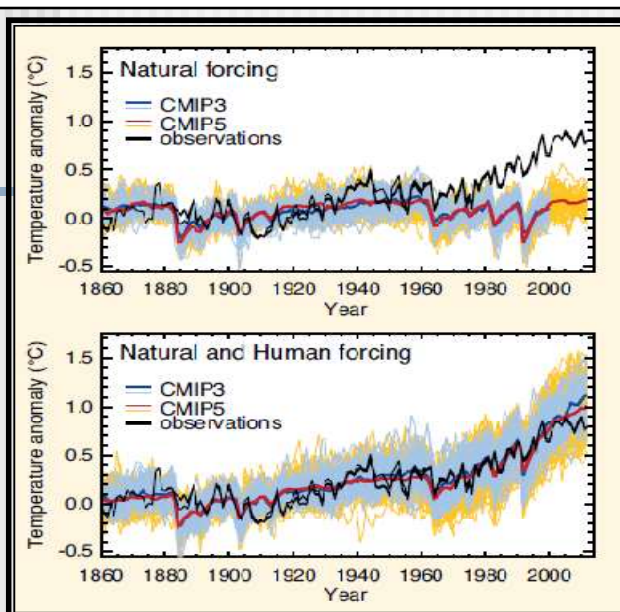 Natural forcing
CMIP3
CMIP5
observations
Temperature anomaly (°C)
1.5
1.0
0.5
0.0
-0.5
1860 1880 1900 1920 1940 1960 1980 2000
Year
Natural and Human forcing
CMIP3
CMIP5
observations
Temperature anomaly (°C)
1.5
1.0
0.5
0.0
-0.5
1860 1880 1900 1920 1940 1960 1980 2000
Year